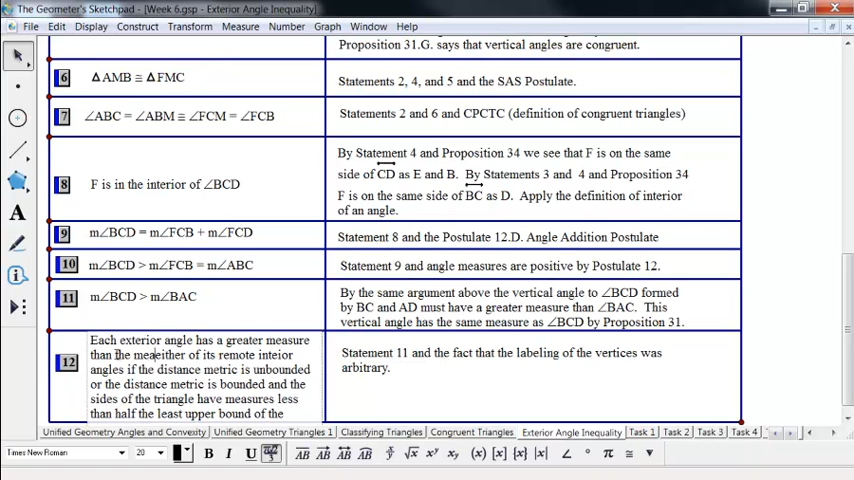 The Geometer's Sketchpad - [Week 6.gsp - Exterior Angle Inequality]
File Edit Display Construct Transform Measure Number Graph Window Help
Proposition 31.G. says that vertical angles are congruent.
6 ΔAMB ≅ ΔFMC Statements 2, 4, and 5 and the SAS Postulate.
7 ∠ABC = ∠ABM ≅ ∠FCM = ∠FCB Statements 2 and 6 and CPCTC (definition of congruent triangles)
By Statement 4 and Proposition 34 we see that F is on the same
side of CD as E and B. By Statements 3 and 4 and Proposition 34
8 F is in the interior of ∠BCD
F is on the same side of BC as D. Apply the definition of interior
of an angle.
9 m∠BCD = m∠FCB + m∠FCD Statement 8 and the Postulate 12.D. Angle Addition Postulate
10 m∠BCD > m∠FCB = m∠ABC Statement 9 and angle measures are positive by Postulate 12.
11 m∠BCD > m∠BAC
By the same argument above the vertical angle to ∠BCD formed
by BC and AD must have a greater measure than ∠BAC. This
vertical angle has the same measure as ∠BCD by Proposition 31.
12
Each exterior angle has a greater measure
than the meaeither of its remote inteior
angles if the distance metric is unbounded
or the distance metric is bounded and the
sides of the triangle have measures less
than half the least upper bound of the
Statement 11 and the fact that the labeling of the vertices was
arbitrary.
Unified Geometry Angles and Convexity Unified Geometry Triangles 1 Classifying Triangles Congruent Triangles Exterior Angle Inequality Task 1 Task 2 Task 3 Task 4
Times New Roman 20 B I U